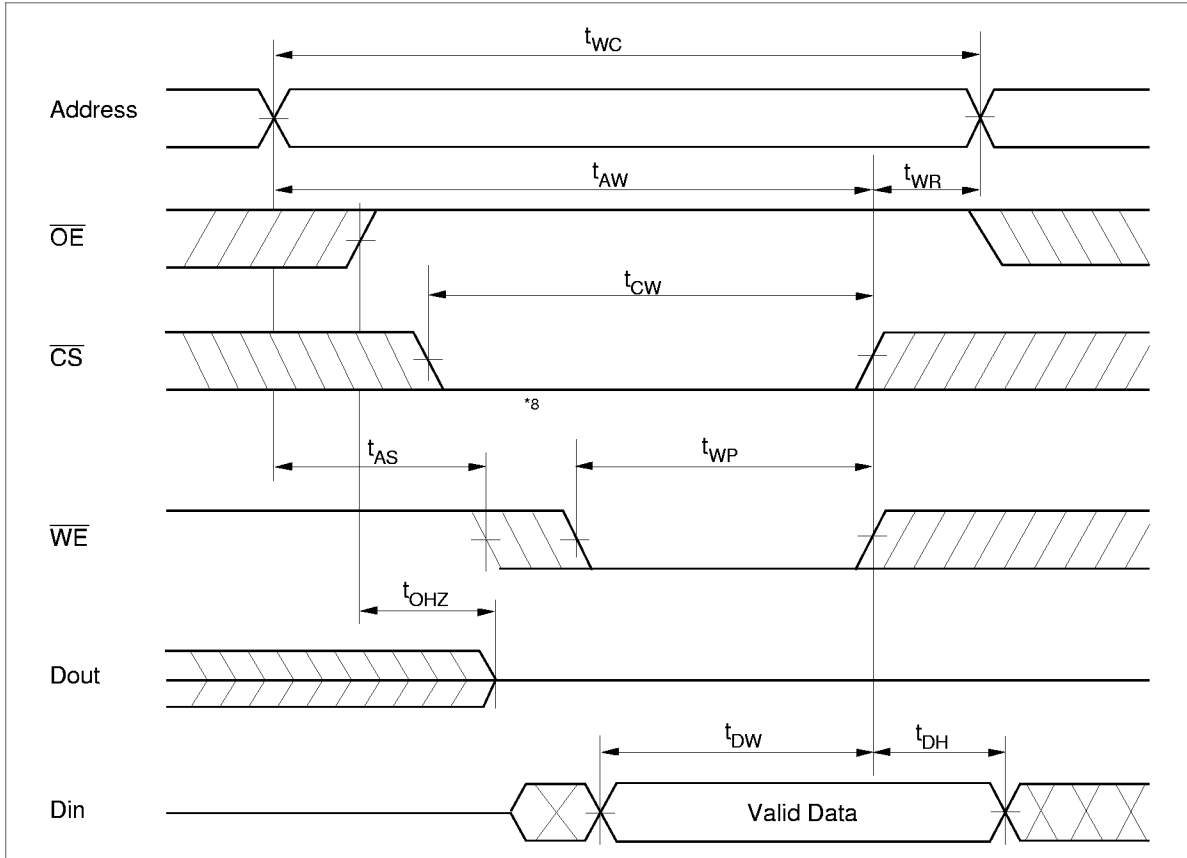 tWC
Address
tAW
tWR
OE
tCW
CS
*8
tAS
tWP
WE
tOHZ
Dout
tDW
tDH
Din
Valid Data